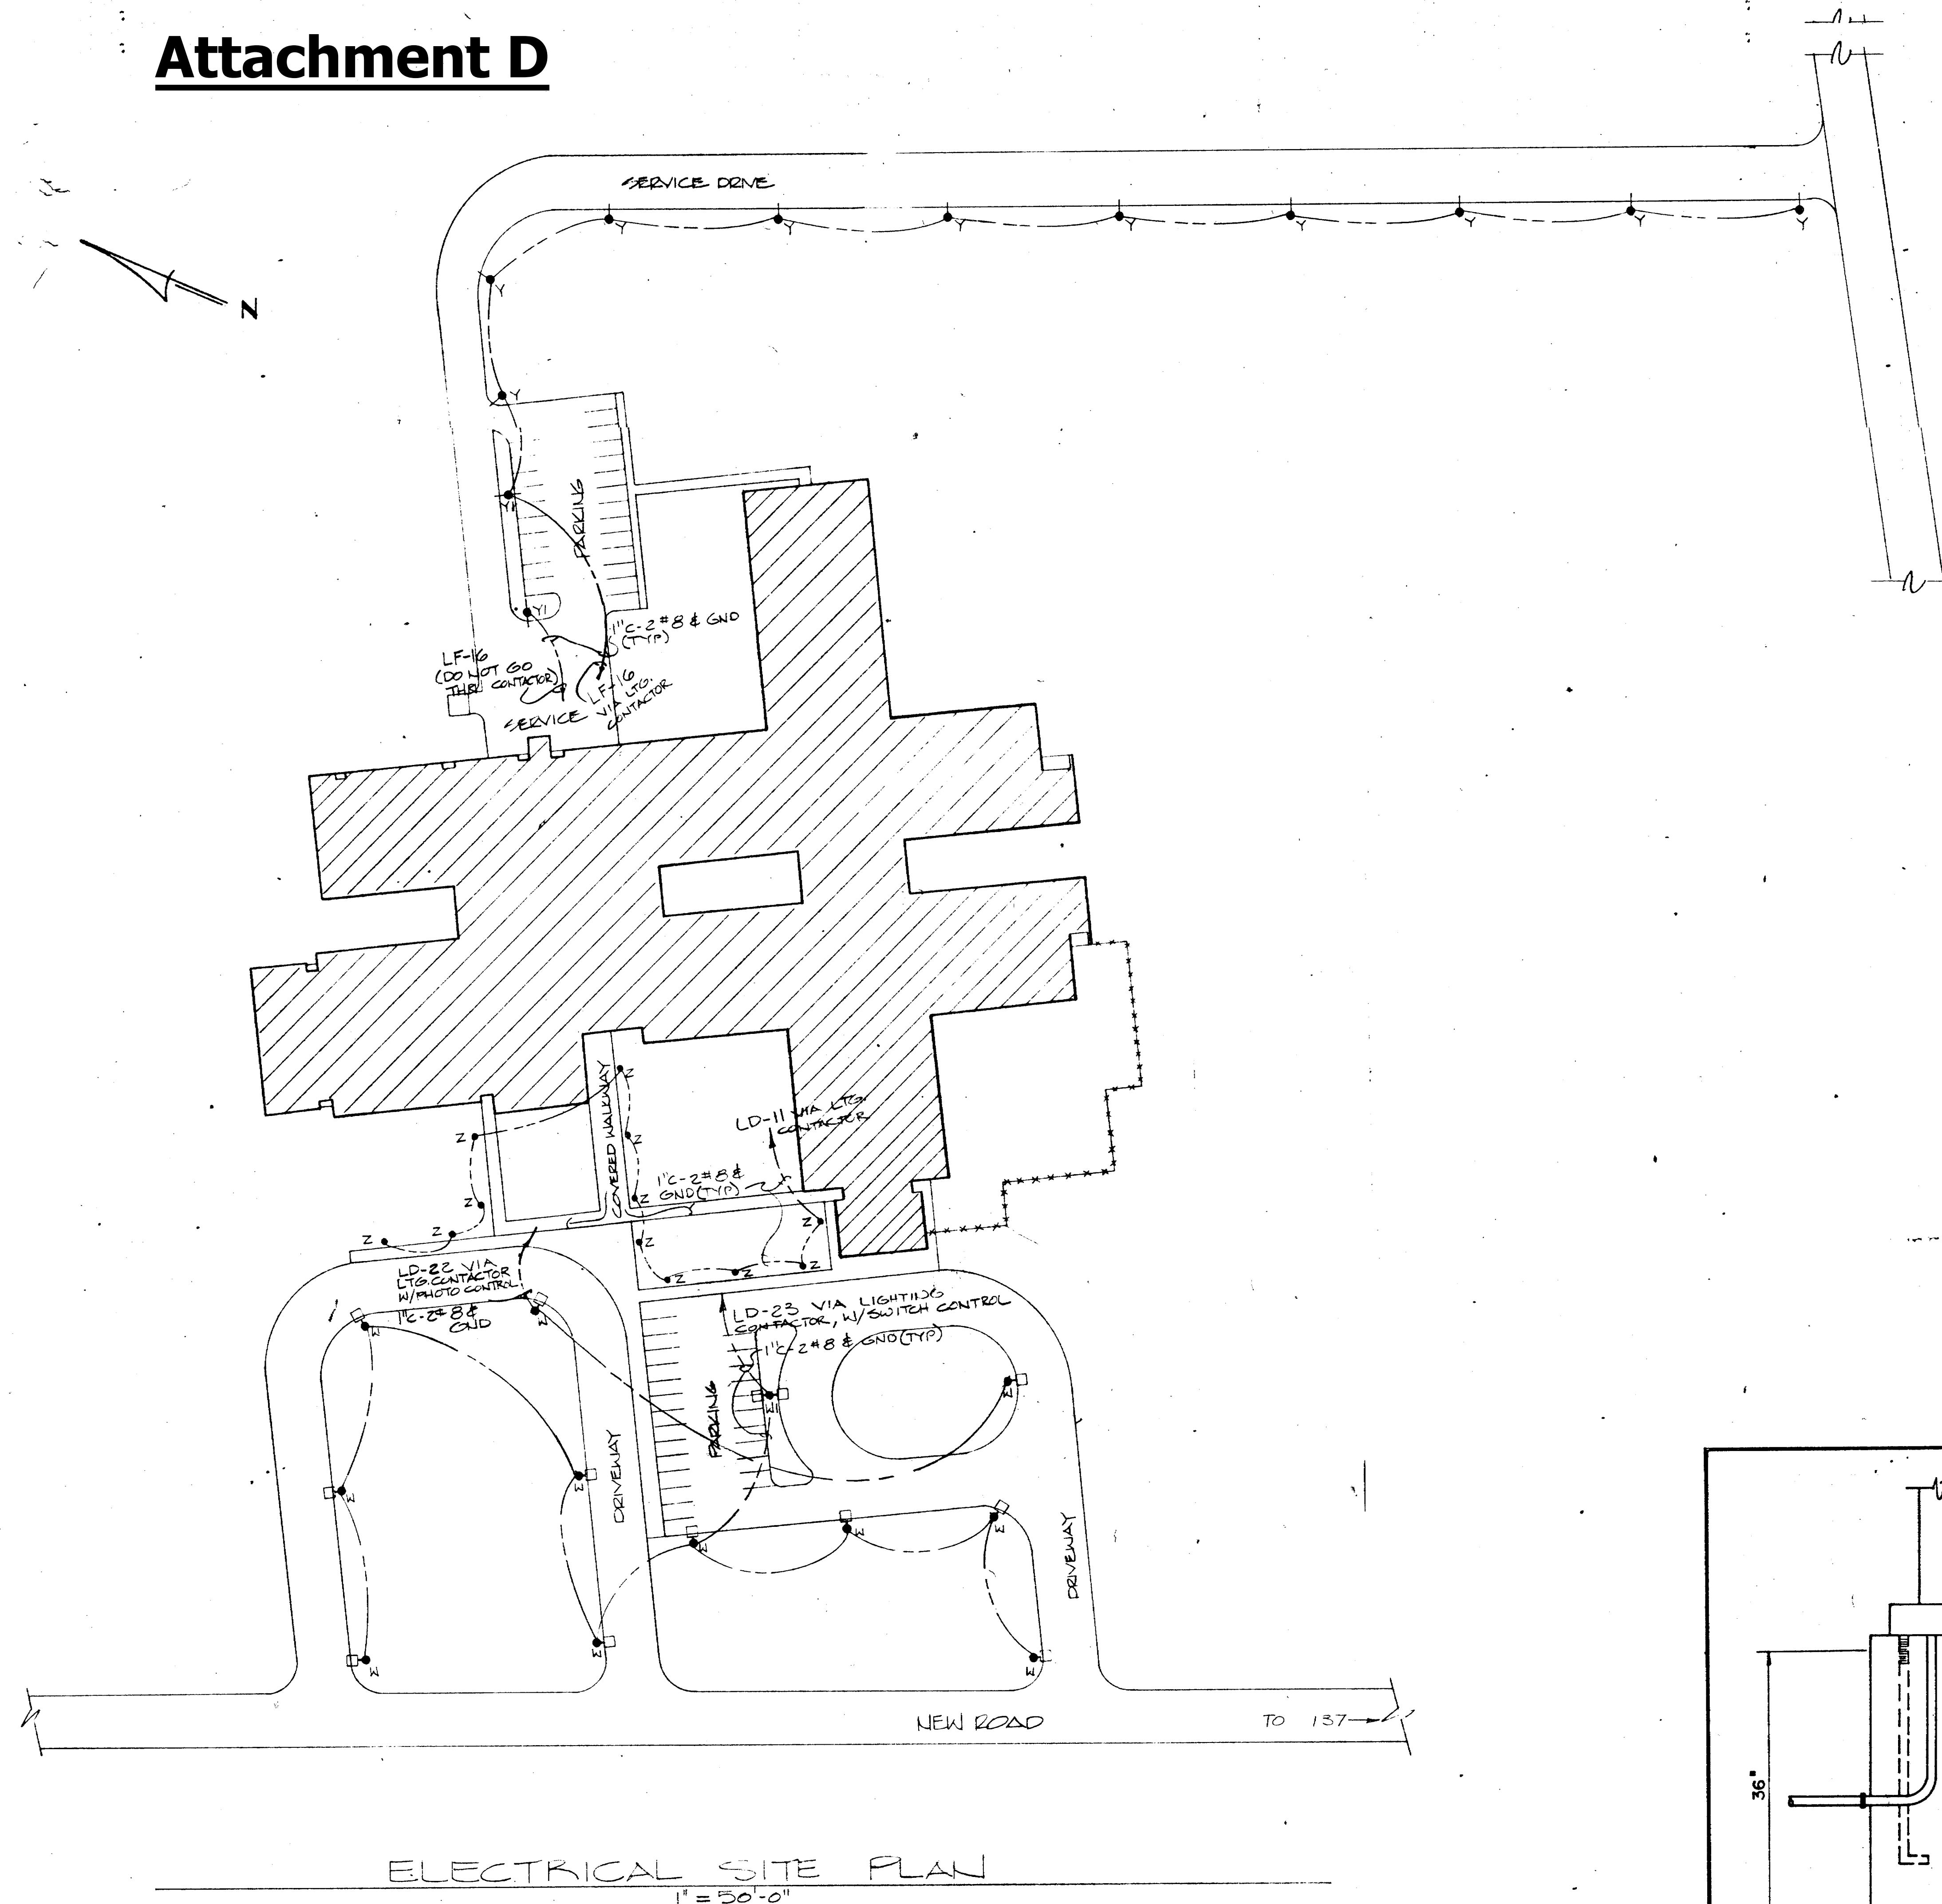 Attachment D
SERVICE DRIVE
Y
Y
Y
Y
Y
Y
Y
Y
N
Y
Y
Y
PARKING
Y1
1"C-2#8 & GND
(TYP)
LF-16
(DO NOT GO
THRU CONTACTOR)
LF-16
VIA LTG.
CONTACTOR
SERVICE
COVERED WALKWAY
Z
Z
Z
Z
Z
Z
Z
LD-11 VIA LTG.
CONTACTOR
1"C-2#8 &
GND(TYP)
Z
Z
Z
Z
Z
LD-22 VIA
LTG. CONTACTOR
W/PHOTO CONTROL
1"C-2#8 &
GND
LD-23 VIA LIGHTING
CONTACTOR, W/SWITCH CONTROL
1"C-2#8 & GND(TYP)
W
W
W1
W
PARKING
DRIVEWAY
W
W
W
W
W
DRIVEWAY
W
W
W
NEW ROAD
TO 137
36"
ELECTRICAL SITE PLAN
1" = 50'-0"